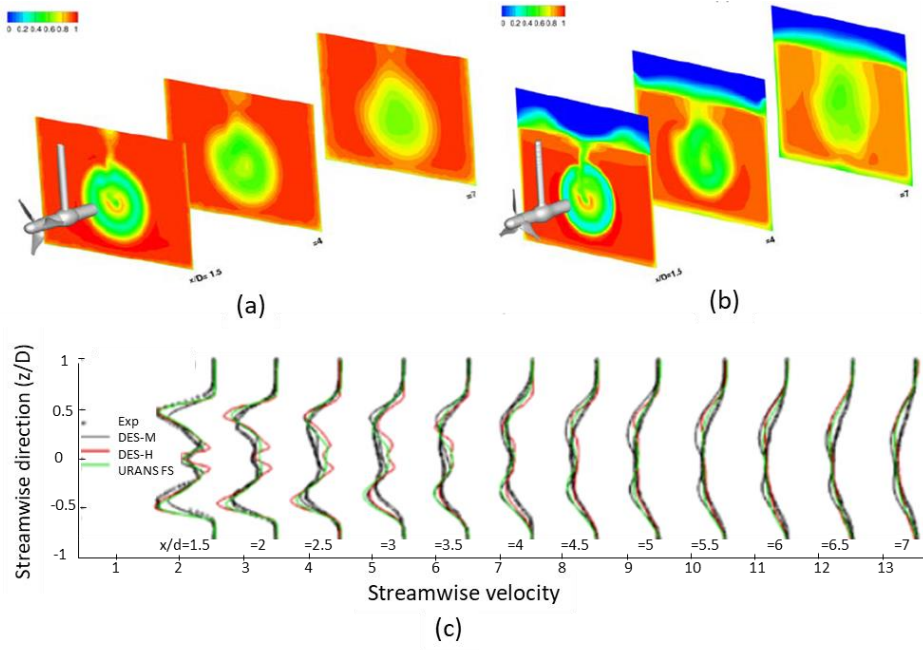 (a)
0 0.2 0.4 0.6 0.8 1
x/D= 1.5
=4
=7
(b)
0 0.2 0.4 0.6 0.8 1
x/D=1.5
=4
=7
(a)
(b)
Streamwise direction (z/D)
1
0.5
0
-0.5
-1
Exp
DES-M
DES-H
URANS FS
x/d=1.5 =2 =2.5 =3 =3.5 =4 =4.5 =5 =5.5 =6 =6.5 =7
1 2 3 4 5 6 7 8 9 10 11 12 13
Streamwise velocity
(c)